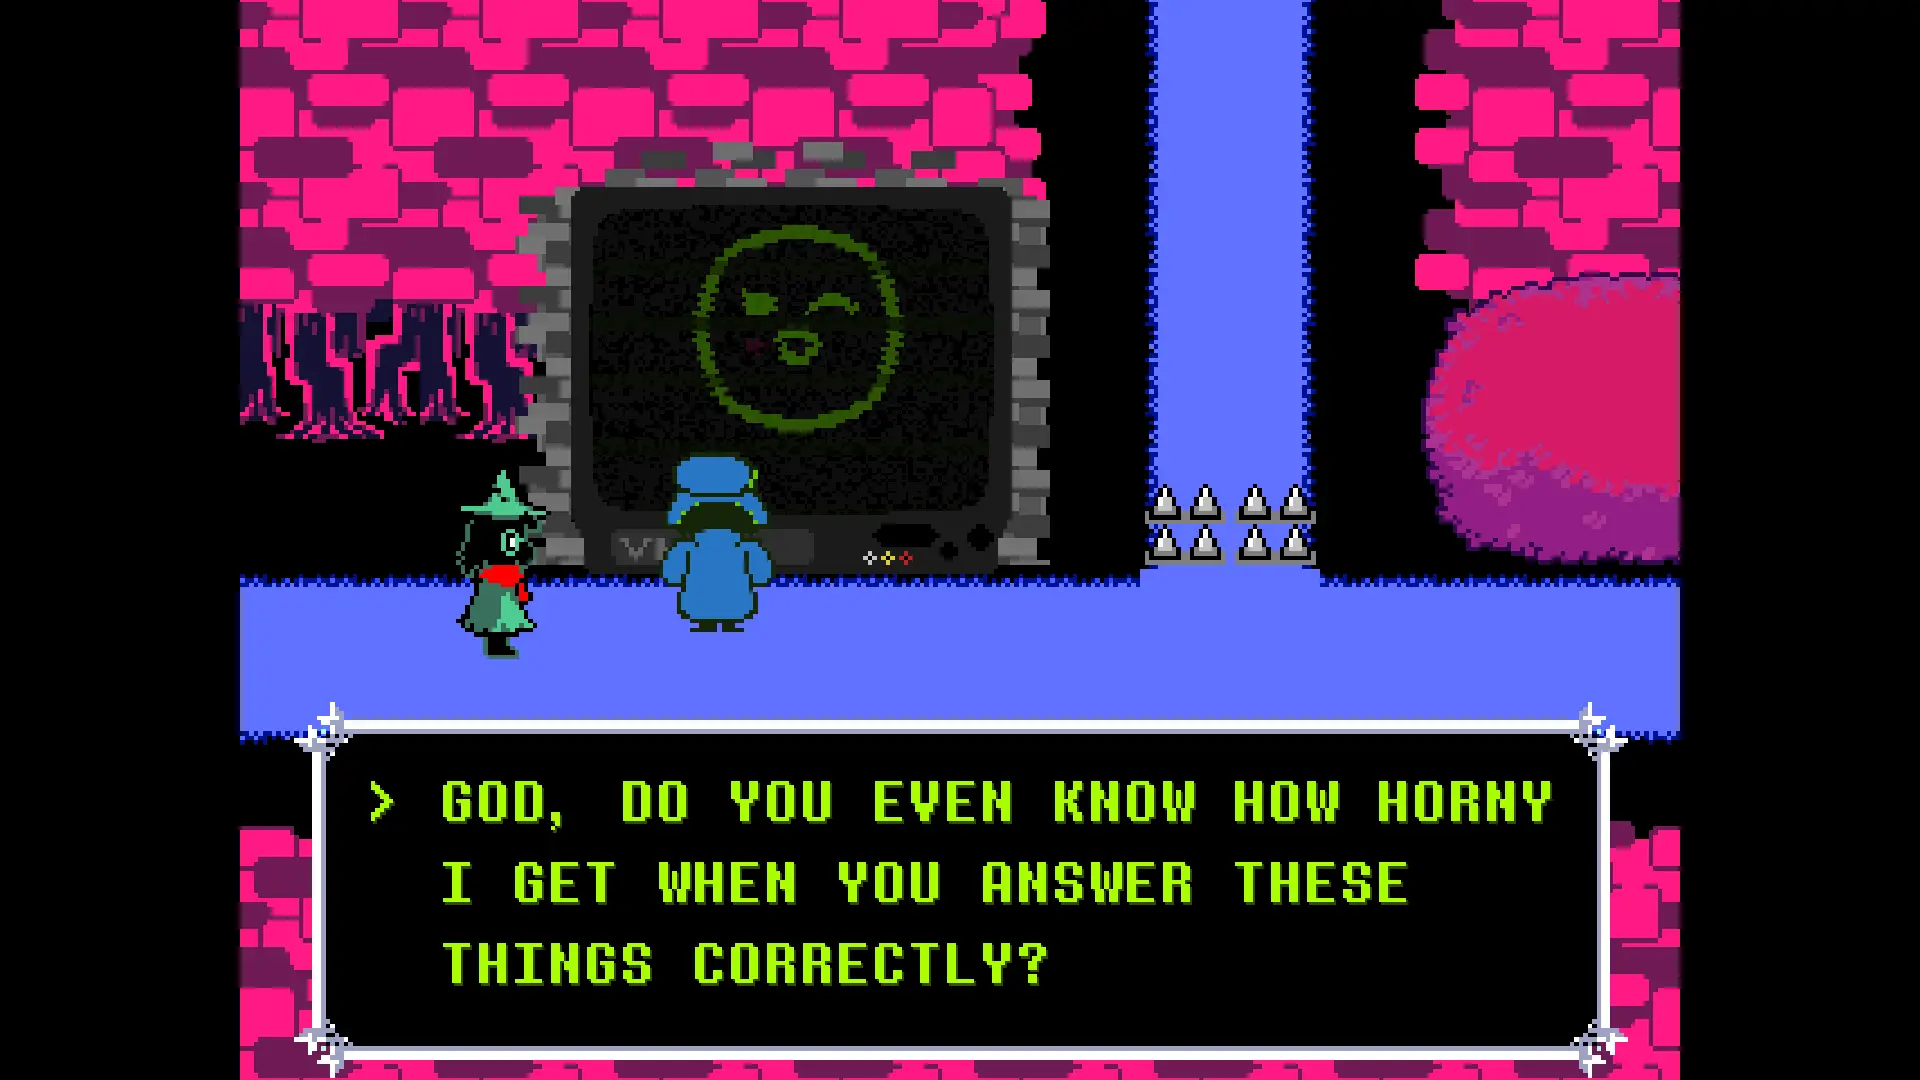 > GOD, DO YOU EVEN KNOW HOW HORNY
I GET WHEN YOU ANSWER THESE
THINGS CORRECTLY?